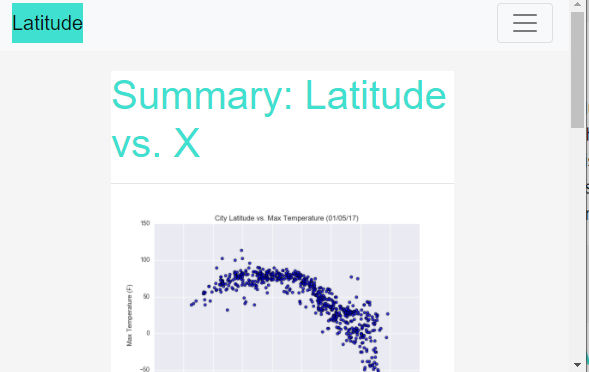 Latitude
Summary: Latitude
vs. X
City Latitude vs. Max Temperature (01/05/17)
150
100
50
0
−50
Max Temperature (F)